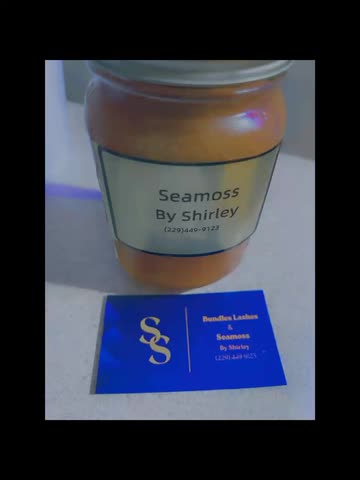 Seamoss
By Shirley
(229)449-9123
SS
Bundles Lashes
&
Seamoss
By Shirley
(229) 449 9123